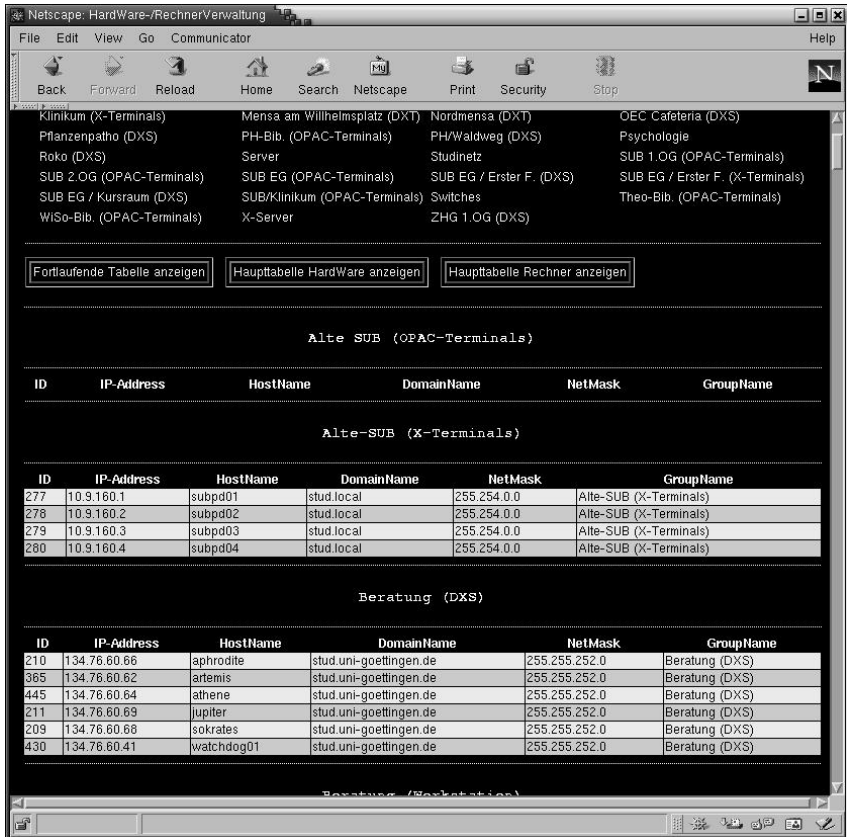 Netscape: HardWare-/RechnerVerwaltung
File Edit View Go Communicator Help
Back Forward Reload Home Search Netscape Print Security Stop
My N
Klinikum (X-Terminals) Mensa am Willhelmsplatz (DXT) Nordmensa (DXT) OEC Cafeteria (DXS)
Pflanzenpatho (DXS) PH-Bib. (OPAC-Terminals) PH/Waldweg (DXS) Psychologie
Roko (DXS) Server Studinetz SUB 1.OG (OPAC-Terminals)
SUB 2.OG (OPAC-Terminals) SUB EG (OPAC-Terminals) SUB EG / Erster F. (DXS) SUB EG / Erster F. (X-Terminals)
SUB EG / Kursraum (DXS) SUB/Klinikum (OPAC-Terminals) Switches Theo-Bib. (OPAC-Terminals)
WiSo-Bib. (OPAC-Terminals) X-Server ZHG 1.OG (DXS)
Fortlaufende Tabelle anzeigen Haupttabelle HardWare anzeigen Haupttabelle Rechner anzeigen
Alte SUB (OPAC-Terminals)
ID IP-Address HostName DomainName NetMask GroupName
Alte-SUB (X-Terminals)
ID IP-Address HostName DomainName NetMask GroupName
277 10.9.160.1 subpd01 stud.local 255.254.0.0 Alte-SUB (X-Terminals)
278 10.9.160.2 subpd02 stud.local 255.254.0.0 Alte-SUB (X-Terminals)
279 10.9.160.3 subpd03 stud.local 255.254.0.0 Alte-SUB (X-Terminals)
280 10.9.160.4 subpd04 stud.local 255.254.0.0 Alte-SUB (X-Terminals)
Beratung (DXS)
ID IP-Address HostName DomainName NetMask GroupName
210 134.76.60.66 aphrodite stud.uni-goettingen.de 255.255.252.0 Beratung (DXS)
365 134.76.60.62 artemis stud.uni-goettingen.de 255.255.252.0 Beratung (DXS)
445 134.76.60.64 athene stud.uni-goettingen.de 255.255.252.0 Beratung (DXS)
211 134.76.60.69 jupiter stud.uni-goettingen.de 255.255.252.0 Beratung (DXS)
209 134.76.60.68 sokrates stud.uni-goettingen.de 255.255.252.0 Beratung (DXS)
430 134.76.60.41 watchdog01 stud.uni-goettingen.de 255.255.252.0 Beratung (DXS)
Beratung (Workstation)